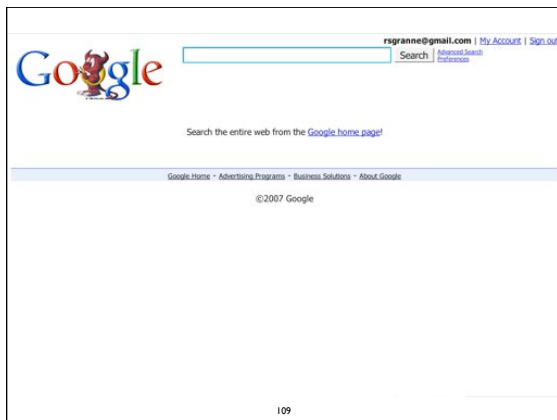 rsgranne@gmail.com | My Account | Sign out
Google
Search
Advanced Search
Preferences
Search the entire web from the Google home page!
Google Home - Advertising Programs - Business Solutions - About Google
©2007 Google
109